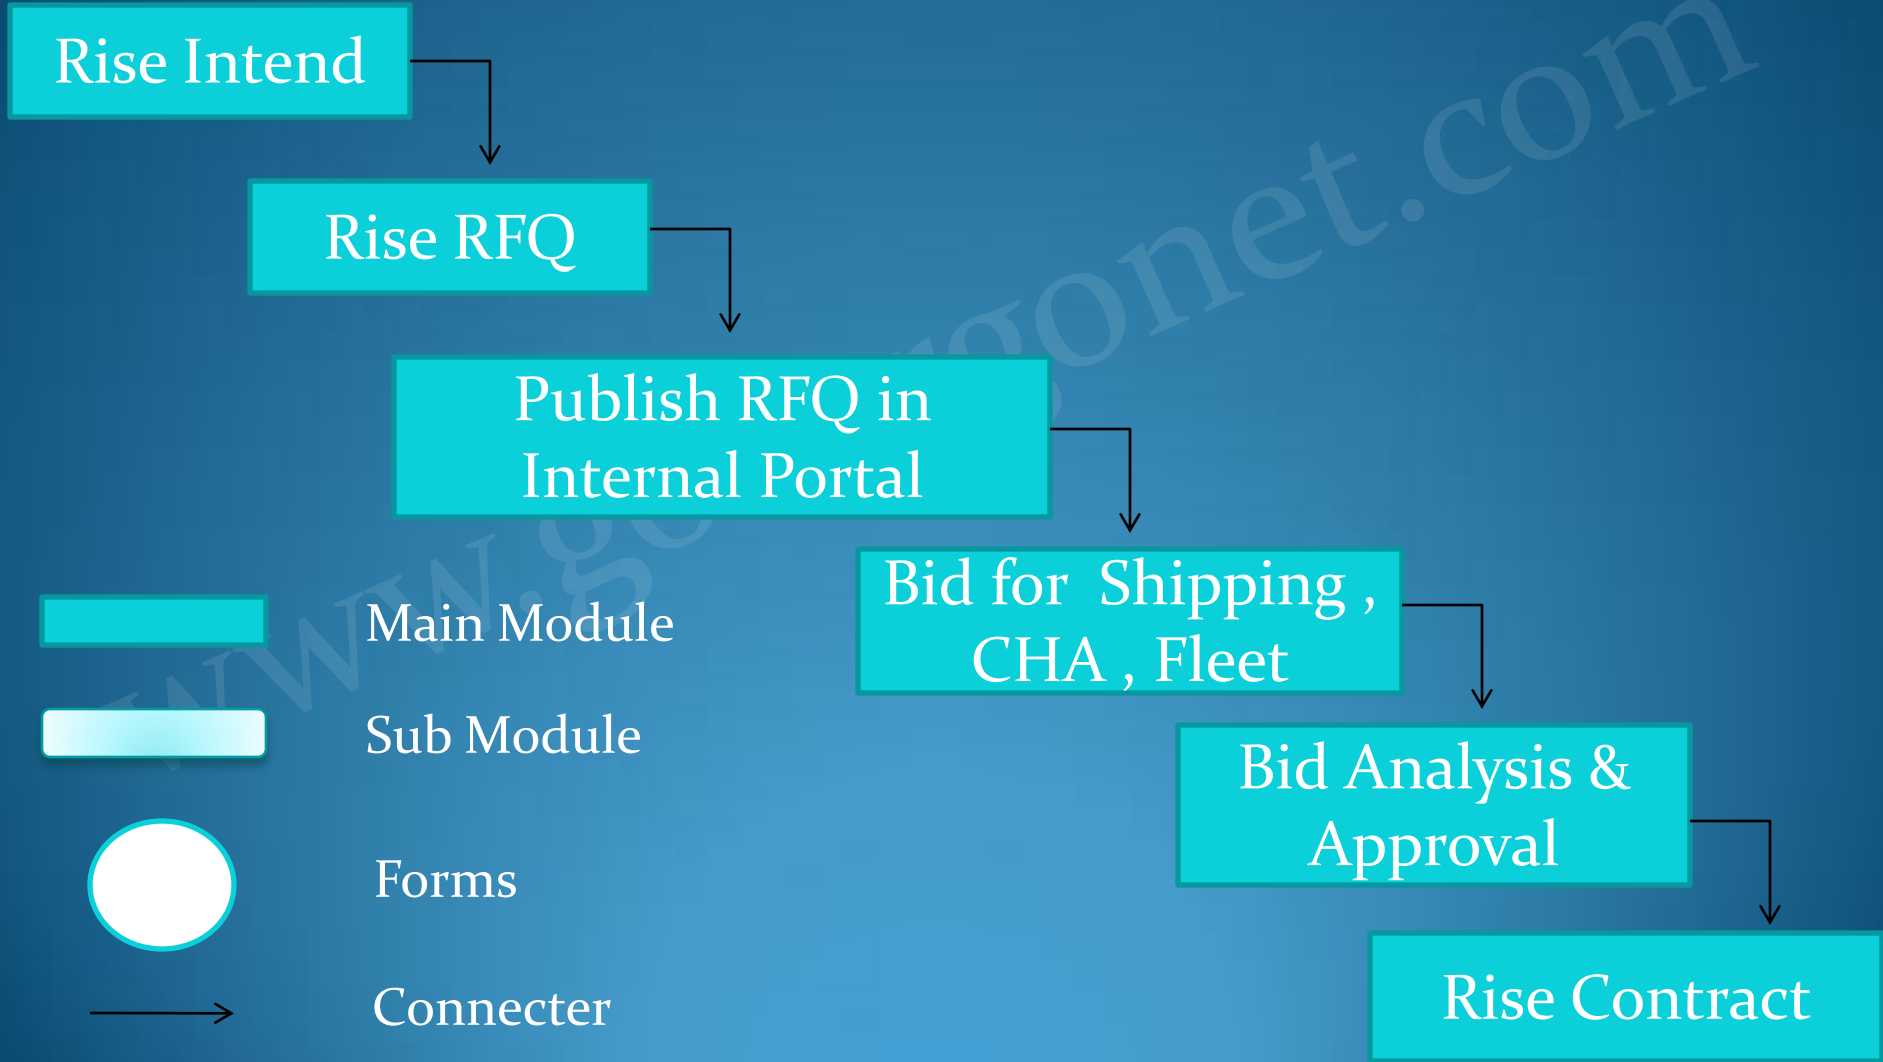 Rise Intend
Rise RFQ
Publish RFQ in
Internal Portal
Bid for  Shipping ,
CHA , Fleet
Bid Analysis &
Approval
Rise Contract
Main Module
Sub Module
Forms
Connecter